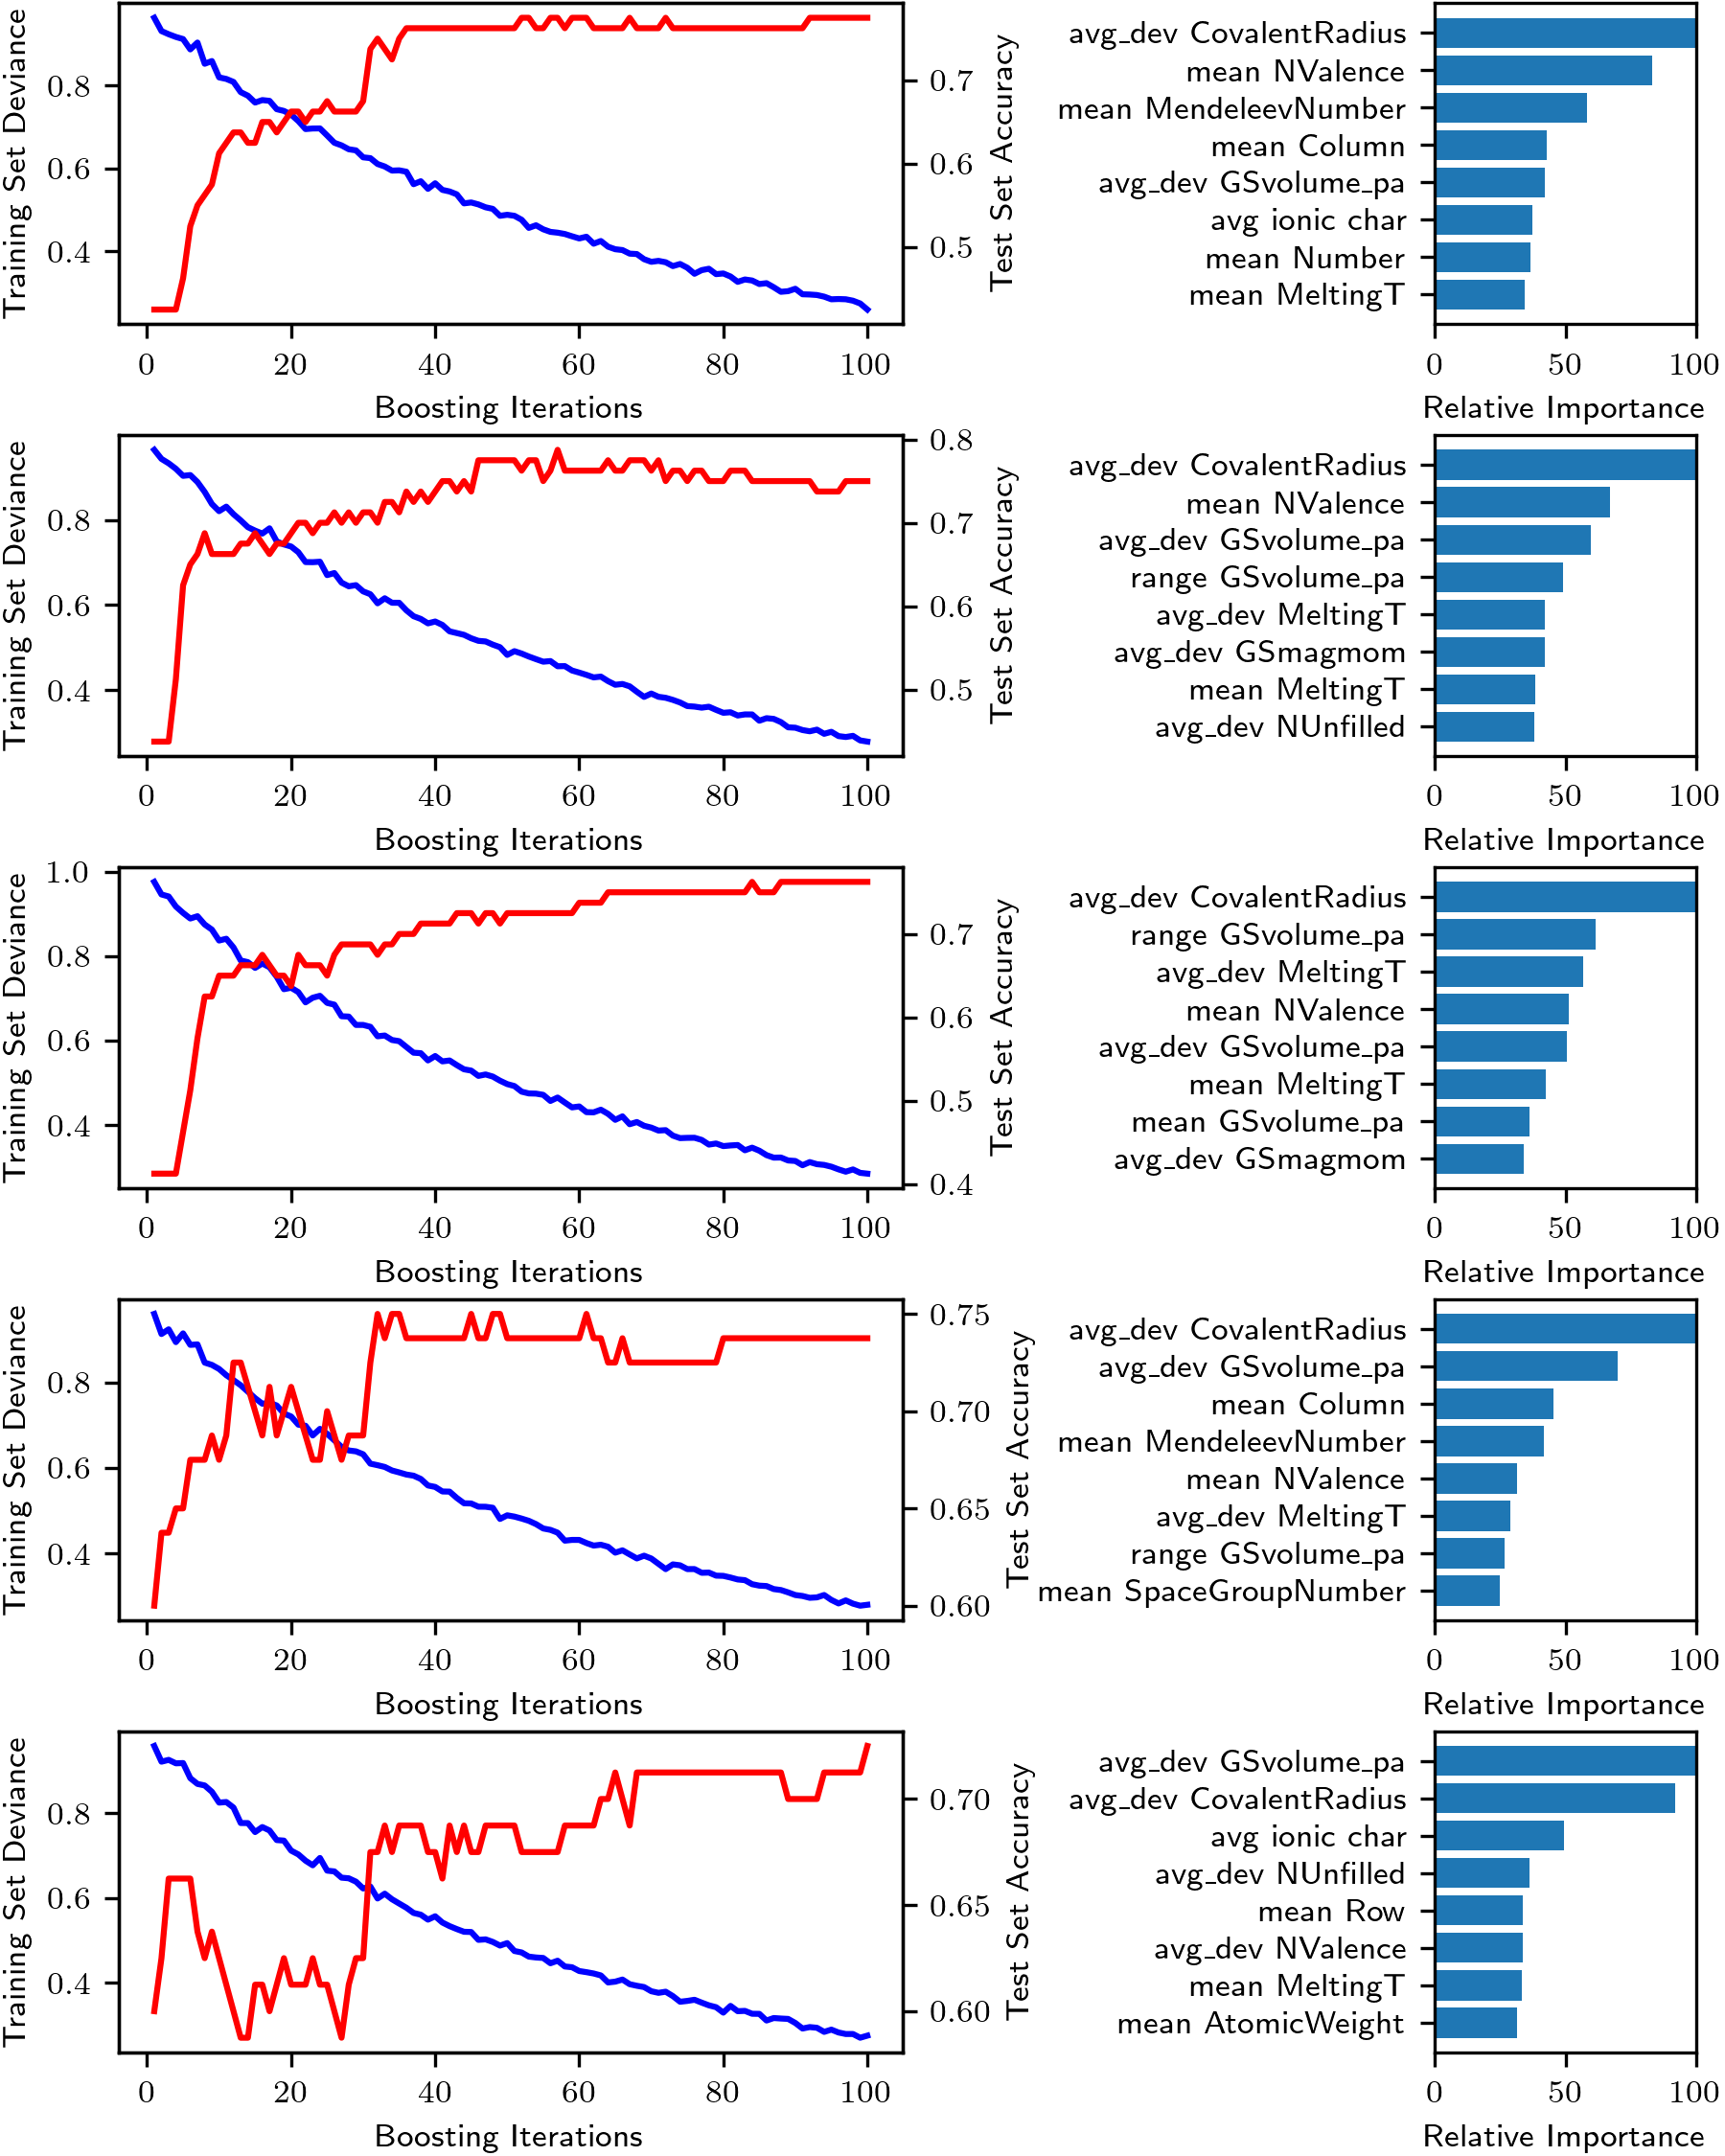 Training Set Deviance
0.8
0.6
0.4
0.7
0.6
0.5
Test Set Accuracy
0 20 40 60 80 100
Boosting Iterations
avg_dev CovalentRadius
mean NValence
mean MendeleevNumber
mean Column
avg_dev GSvolume_pa
avg ionic char
mean Number
mean MeltingT
0 50 100
Relative Importance
Training Set Deviance
0.8
0.6
0.4
0.8
0.7
0.6
0.5
Test Set Accuracy
0 20 40 60 80 100
Boosting Iterations
avg_dev CovalentRadius
mean NValence
avg_dev GSvolume_pa
range GSvolume_pa
avg_dev MeltingT
avg_dev GSmagmom
mean MeltingT
avg_dev NUnfilled
0 50 100
Relative Importance
Training Set Deviance
1.0
0.8
0.6
0.4
0.7
0.6
0.5
0.4
Test Set Accuracy
0 20 40 60 80 100
Boosting Iterations
avg_dev CovalentRadius
range GSvolume_pa
avg_dev MeltingT
mean NValence
avg_dev GSvolume_pa
mean MeltingT
mean GSvolume_pa
avg_dev GSmagmom
0 50 100
Relative Importance
Training Set Deviance
0.8
0.6
0.4
0.75
0.70
0.65
0.60
Test Set Accuracy
0 20 40 60 80 100
Boosting Iterations
avg_dev CovalentRadius
avg_dev GSvolume_pa
mean Column
mean MendeleevNumber
mean NValence
avg_dev MeltingT
range GSvolume_pa
mean SpaceGroupNumber
0 50 100
Relative Importance
Training Set Deviance
0.8
0.6
0.4
0.70
0.65
0.60
Test Set Accuracy
0 20 40 60 80 100
Boosting Iterations
avg_dev GSvolume_pa
avg_dev CovalentRadius
avg ionic char
avg_dev NUnfilled
mean Row
avg_dev NValence
mean MeltingT
mean AtomicWeight
0 50 100
Relative Importance